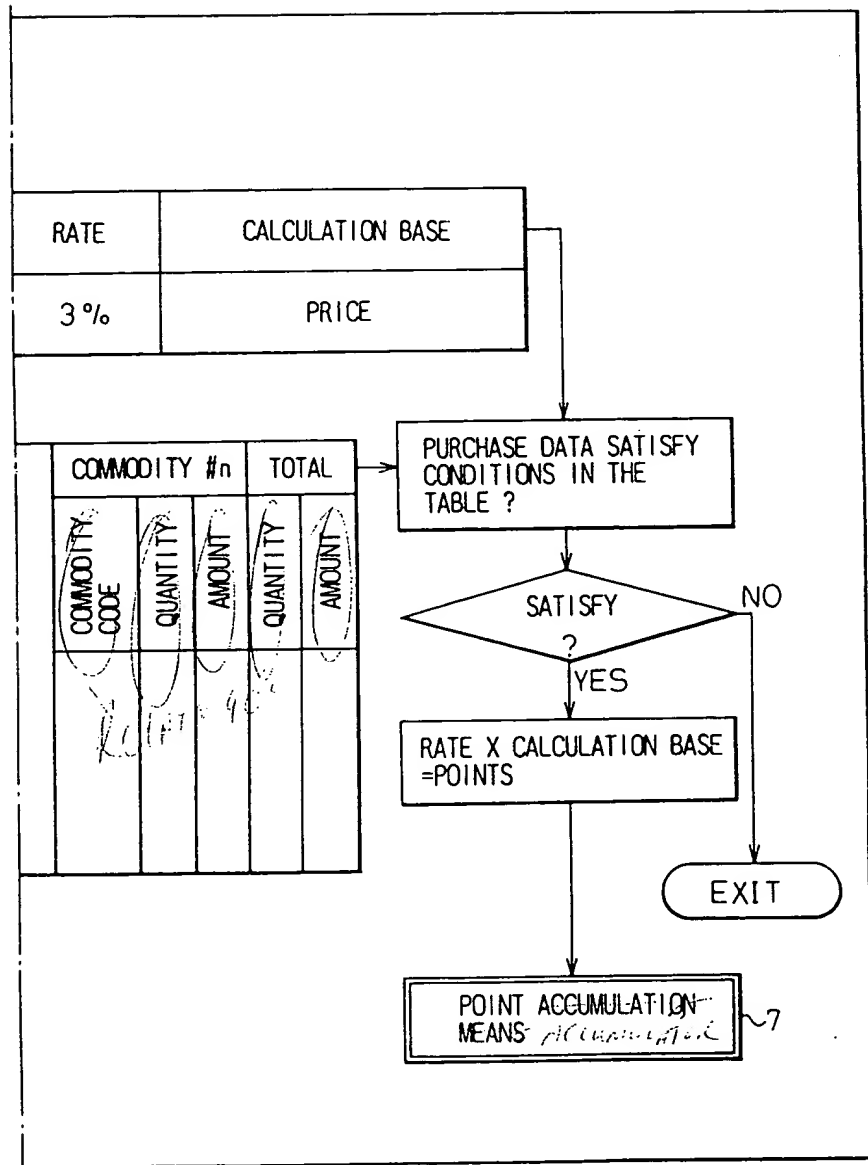 RATE
CALCULATION BASE
3%
PRICE
COMMODITY #n
TOTAL
COMMODITY
CODE
QUANTITY
AMOUNT
QUANTITY
AMOUNT
PURCHASE DATA SATISFY
CONDITIONS IN THE
TABLE ?
SATISFY
?
NO
YES
RATE X CALCULATION BASE
=POINTS
EXIT
POINT ACCUMULATION
MEANS ACCUMULATOR
7